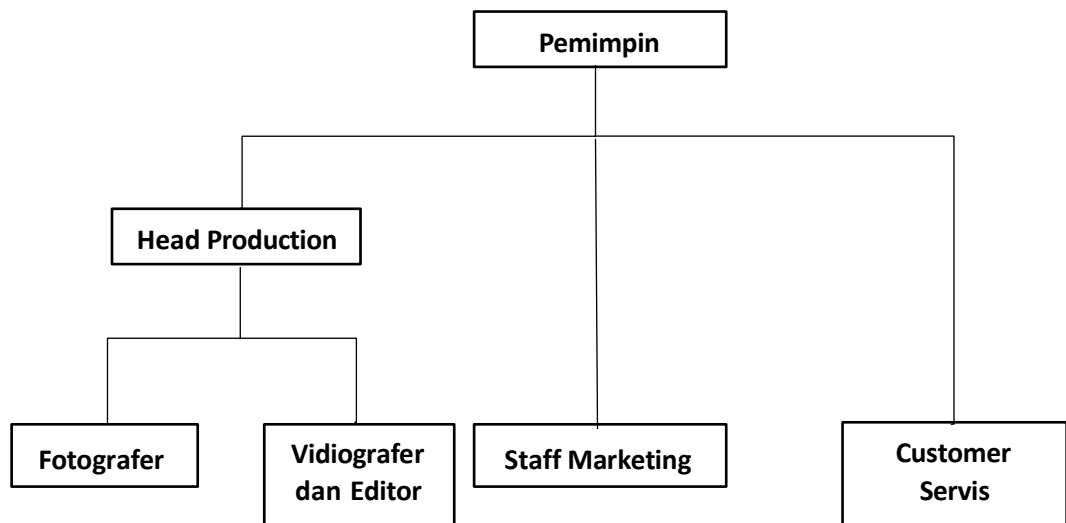 Pemimpin
Head Production
Fotografer
Vidiografer
dan Editor
Staff Marketing
Customer
Servis